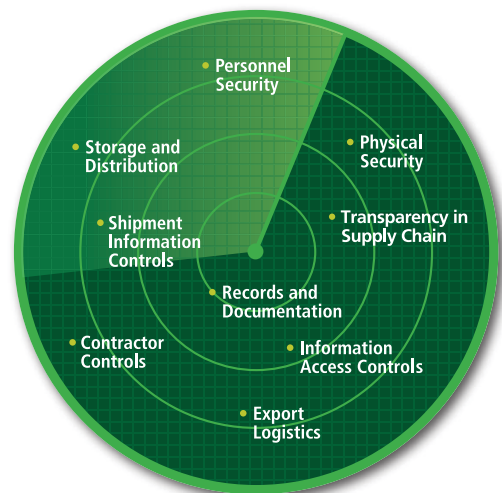 Personnel
Security
Physical
Security
Storage and
Distribution
Transparency in
Supply Chain
Shipment
Information
Controls
Records and
Documentation
Contractor
Controls
Information
Access Controls
Export
Logistics